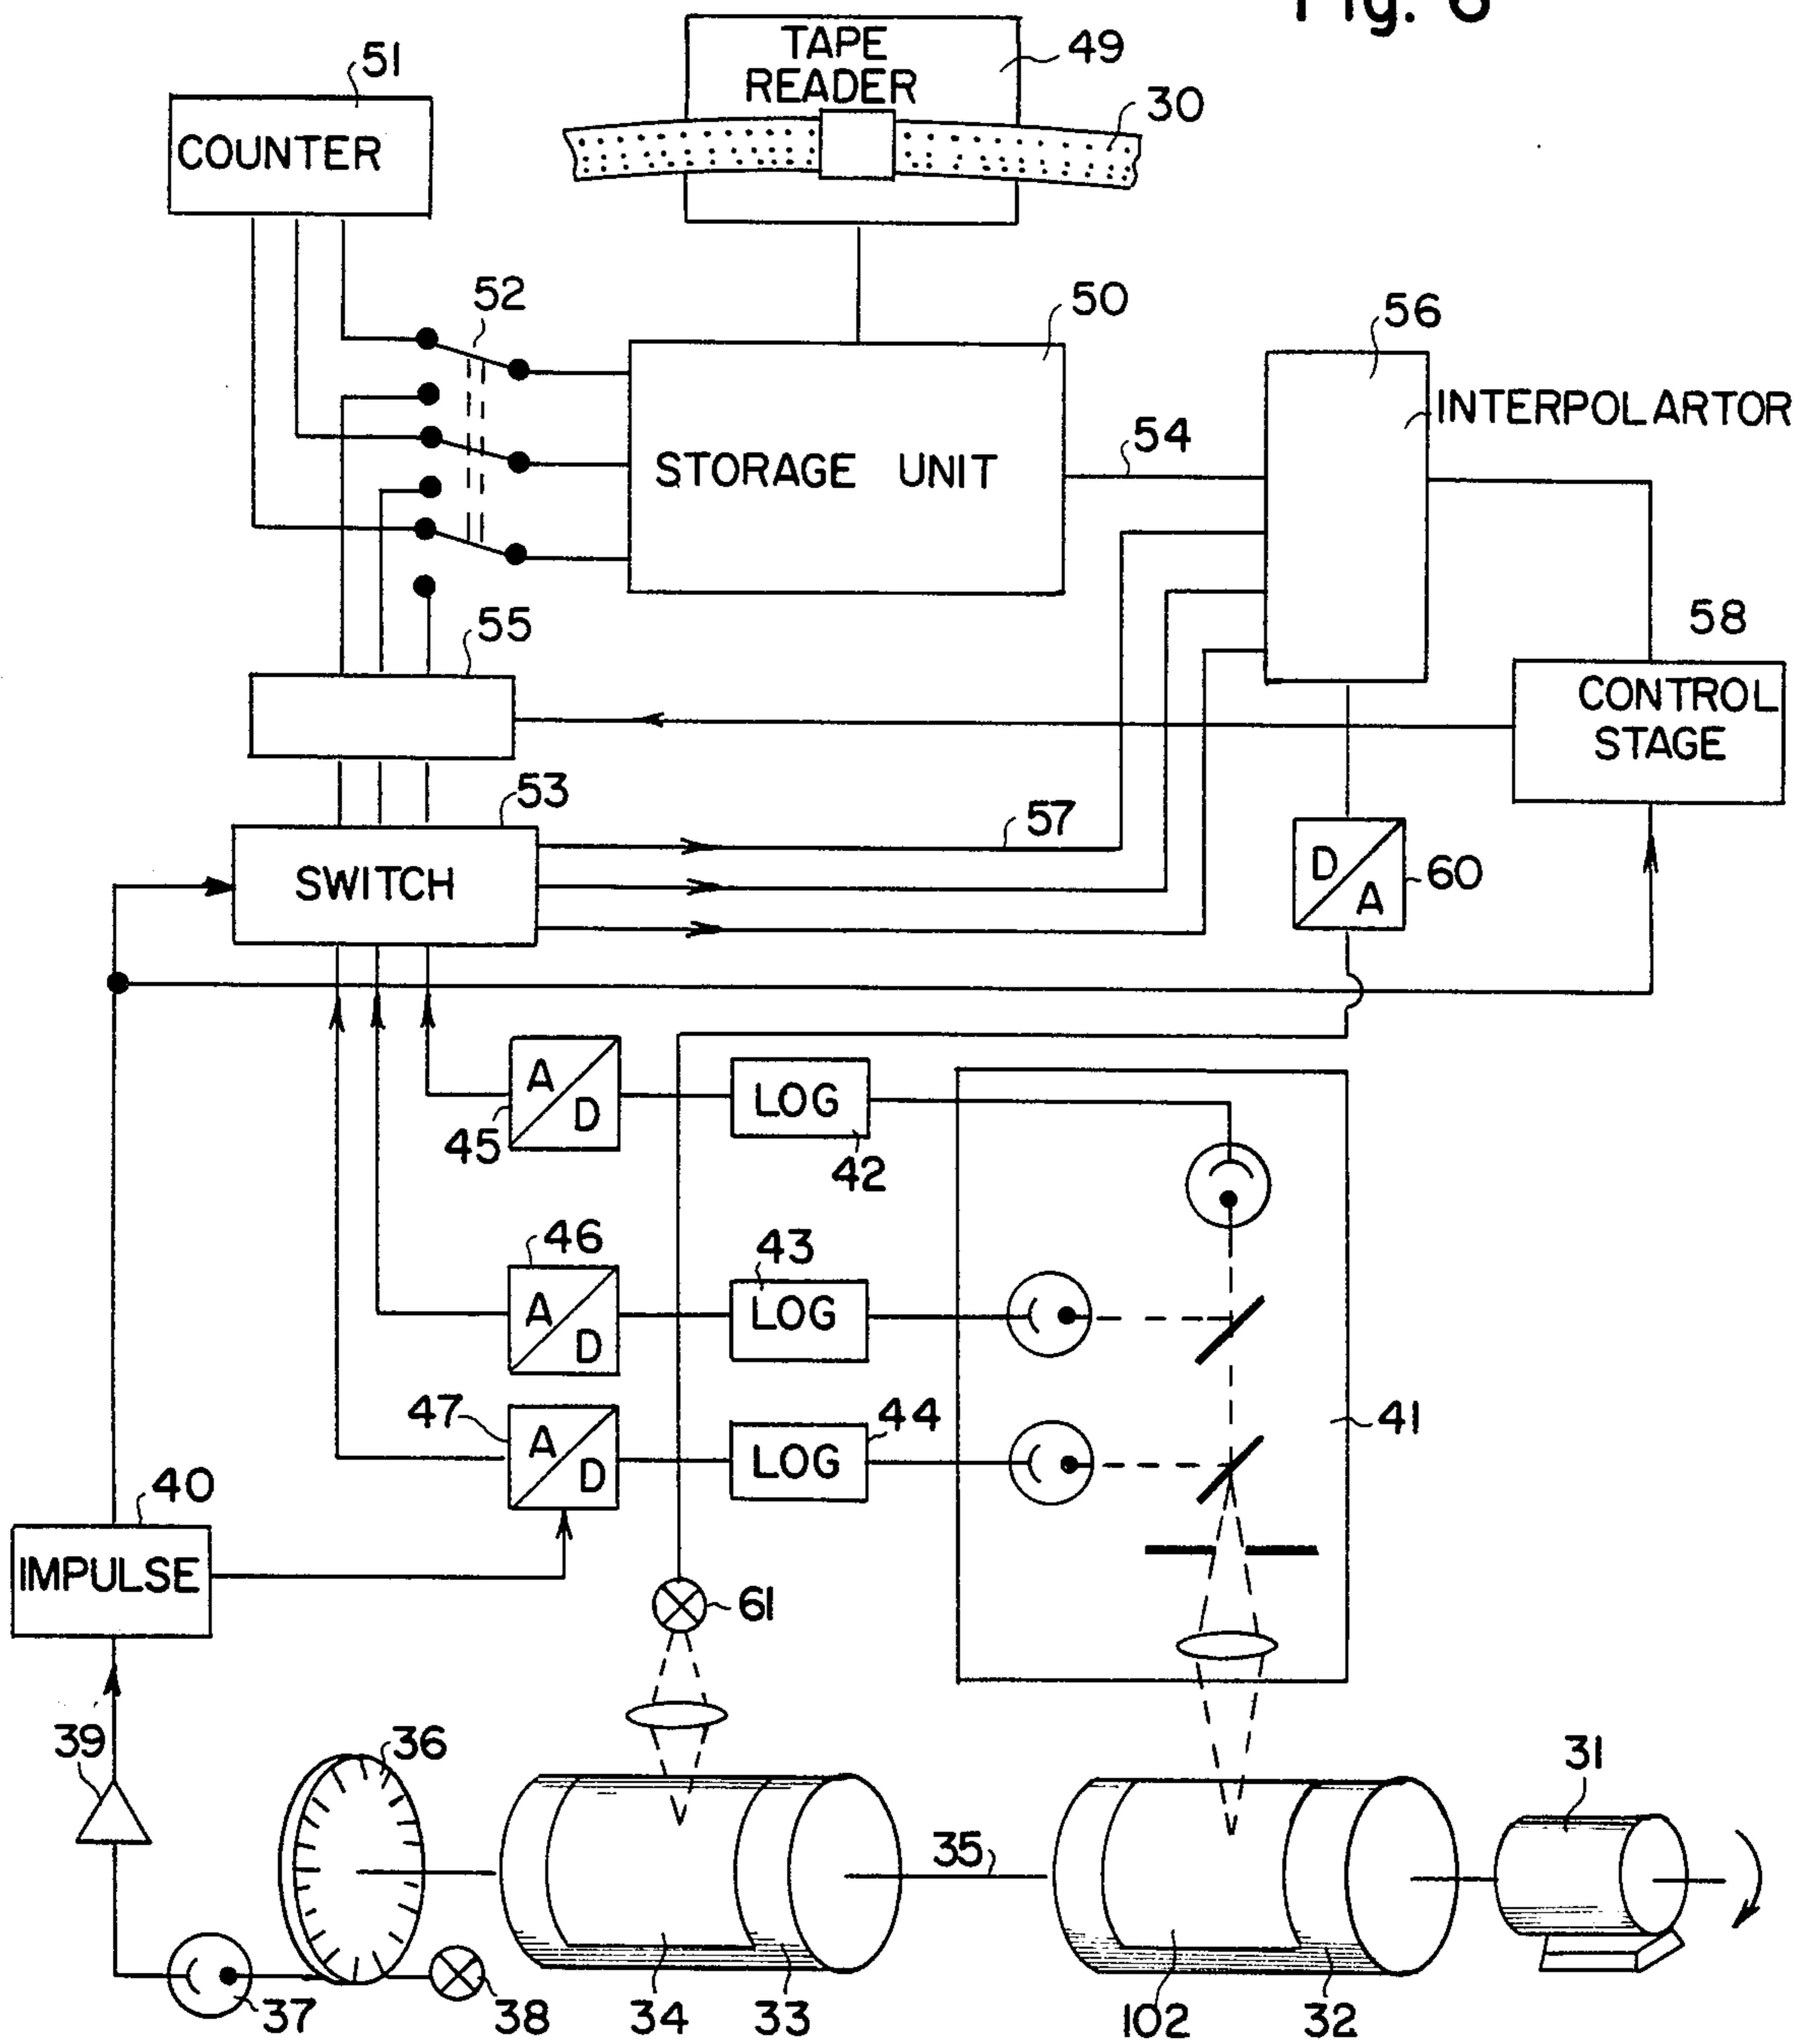 Fig. 6
51
TAPE
READER
49
30
COUNTER
52
50
56
INTERPOLARTOR
54
STORAGE UNIT
58
55
CONTROL
STAGE
53
57
SWITCH
D
A
60
A
D
45
LOG
42
46
A
D
43
LOG
47
A
D
44
LOG
41
40
IMPULSE
61
39
36
31
35
37
38
34
33
102
32